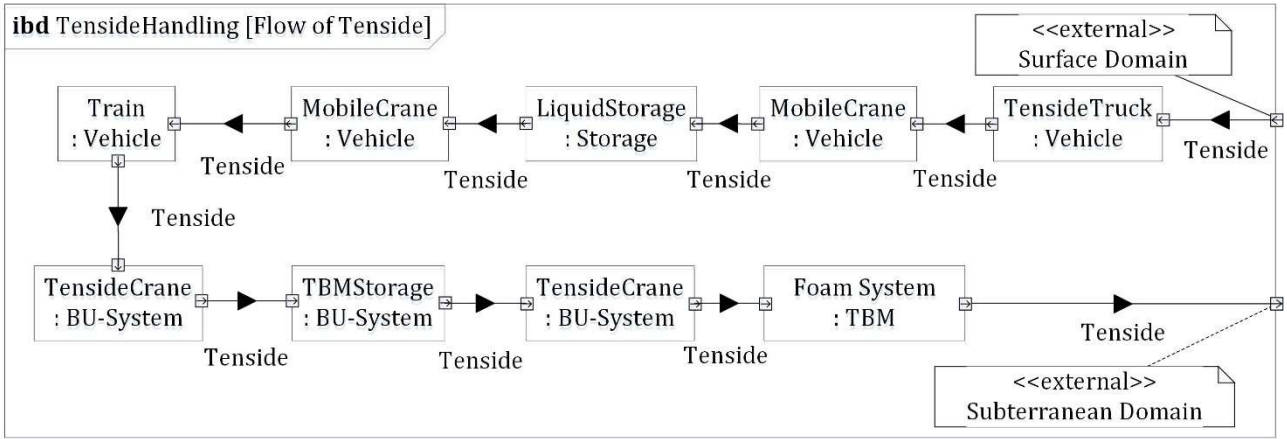 ibd TensideHandling [Flow of Tenside]
<<external>>
Surface Domain
Train
: Vehicle
MobileCrane
: Vehicle
LiquidStorage
: Storage
MobileCrane
: Vehicle
TensideTruck
: Vehicle
Tenside
Tenside
Tenside
Tenside
Tenside
Tenside
TensideCrane
: BU-System
TBMStorage
: BU-System
TensideCrane
: BU-System
Foam System
: TBM
Tenside
Tenside
Tenside
Tenside
<<external>>
Subterranean Domain